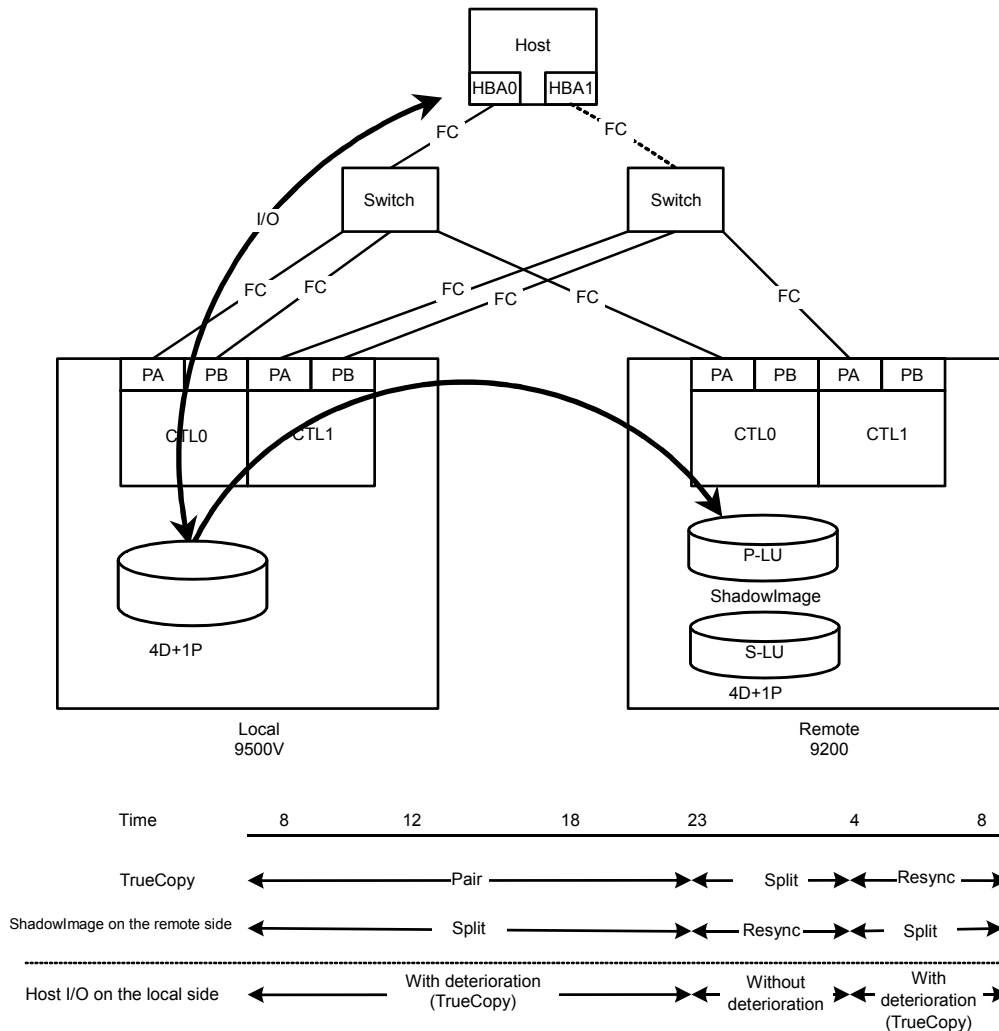 Host
HBA0 HBA1
FC FC
Switch Switch
I/O
FC FC FC FC FC FC
PA PB PA PB PA PB PA PB
CTL0 CTL1 CTL0 CTL1
P-LU
ShadowImage
S-LU
4D+1P
4D+1P
Local
9500V
Remote
9200
Time 8 12 18 23 4 8
TrueCopy Pair Split Resync
ShadowImage on the remote side Split Resync Split
Host I/O on the local side
With deterioration
(TrueCopy)
Without
deterioration
With
deterioration
(TrueCopy)